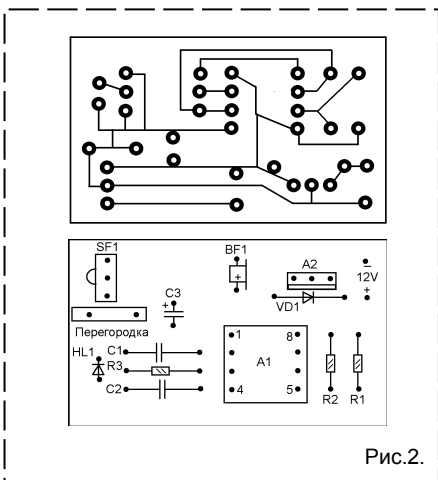 SF1
BF1
A2
–
12V
+
C3
+
+
VD1
Перегородка
HL1
C1
R3
C2
1
8
A1
4
5
R2
R1
Рис.2.